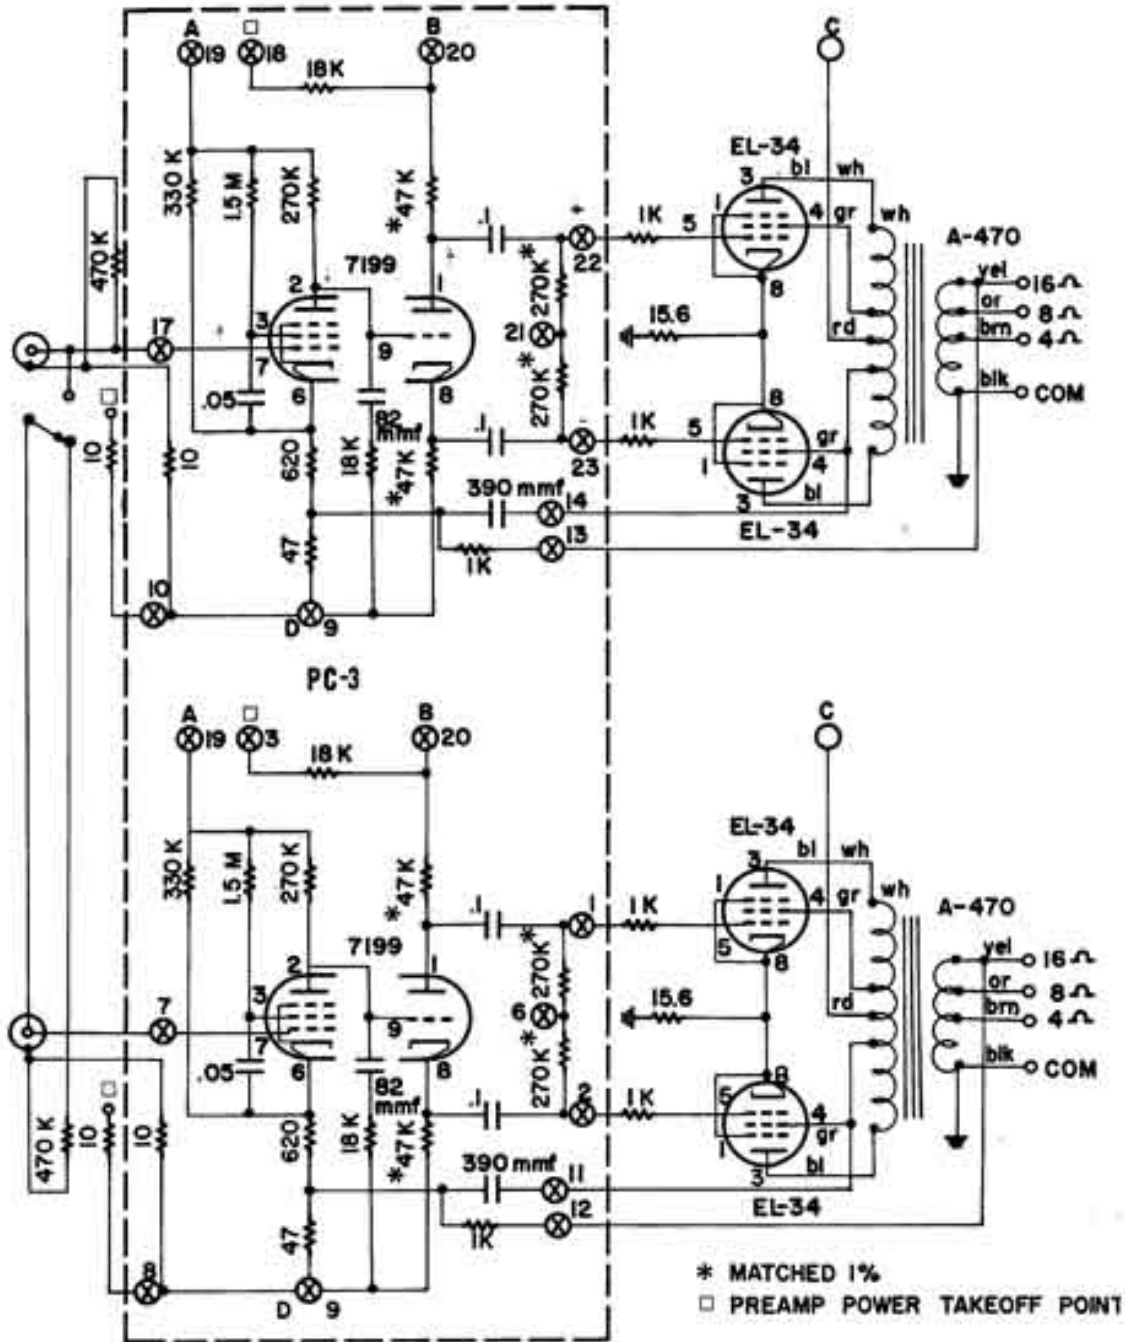 A □ B C
19 18 20
18K
EL-34
3 bl wh
330K 1.5M 270K *47K
.1 + 1K 1 5 4 gr wh A-470
470K
7199
22
yel 16Ω
2 1
270K* 8
or 8Ω
17 3
15.6 rd brn 4Ω
9 21
7
270K*
blk COM
□ .05 6 82 mmf 8
.1 - 1K 5 8 gr
10 10 620 18K *47K 23 1 4
390 mmf 14 3 bl
47 1K 13 EL-34
10 D 9
PC-3
A □ B C
19 3 20
18K
EL-34
3 bl wh
330K 1.5M 270K *47K
.1 1 1K 1 5 4 gr wh A-470
7199
yel 16Ω
2 1
270K* 8
or 8Ω
7 3
9 6 15.6 rd brn 4Ω
7
270K*
blk COM
□ .05 6 82 mmf 8
.1 2 1K 5 8 4 gr
470K 10 10 620 18K *47K 1
390 mmf 11 3 bl
47 1K 12 EL-34
8 D 9
* MATCHED 1%
□ PREAMP POWER TAKEOFF POINT